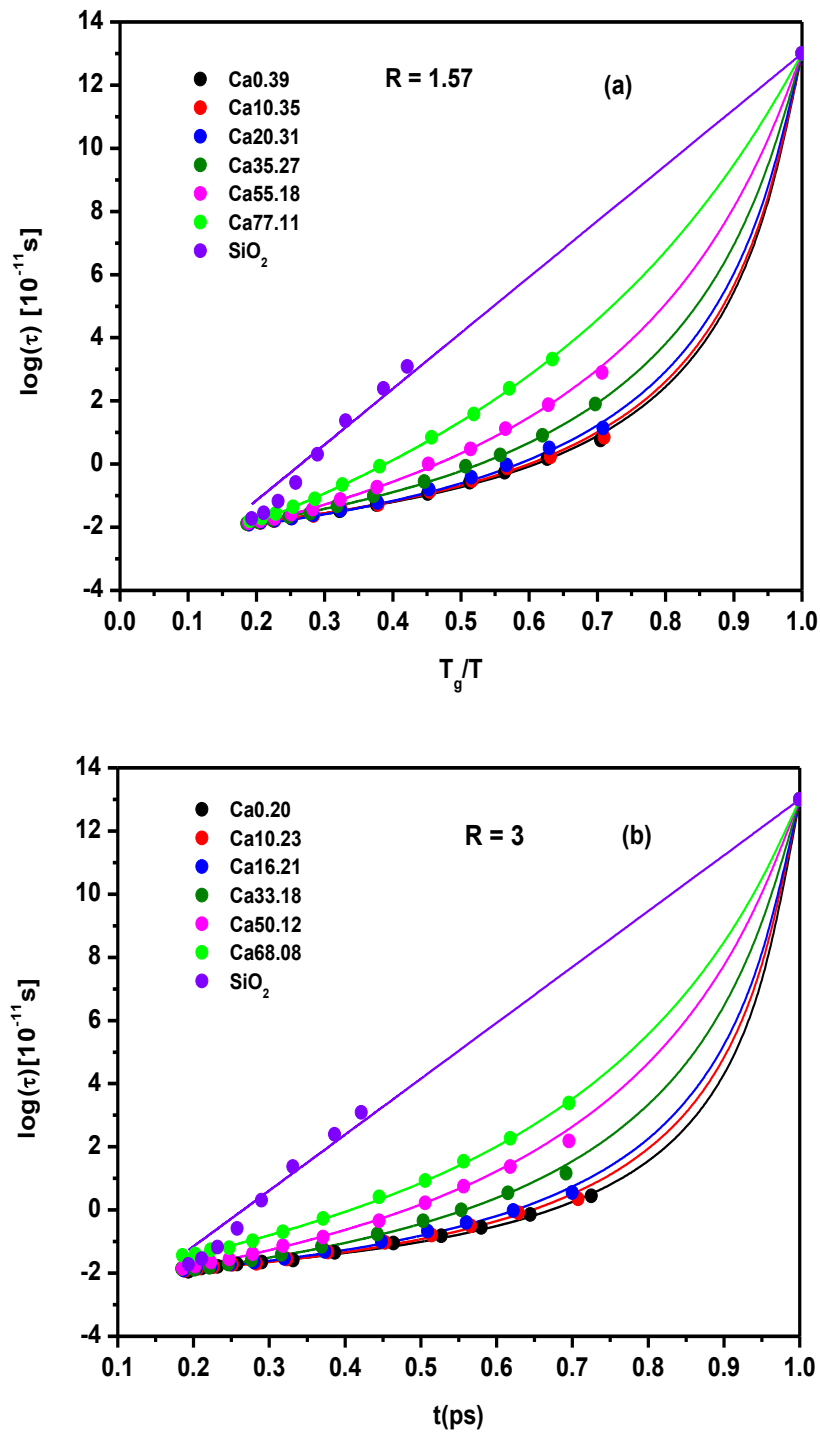 14
12
10
8
6
4
2
0
-2
-4
log(τ) [10⁻¹¹s]
R = 1.57
(a)
Ca0.39
Ca10.35
Ca20.31
Ca35.27
Ca55.18
Ca77.11
SiO₂
0.0 0.1 0.2 0.3 0.4 0.5 0.6 0.7 0.8 0.9 1.0
T_g/T
14
12
10
8
6
4
2
0
-2
-4
log(τ)[10⁻¹¹s]
R = 3
(b)
Ca0.20
Ca10.23
Ca16.21
Ca33.18
Ca50.12
Ca68.08
SiO₂
0.1 0.2 0.3 0.4 0.5 0.6 0.7 0.8 0.9 1.0
t(ps)